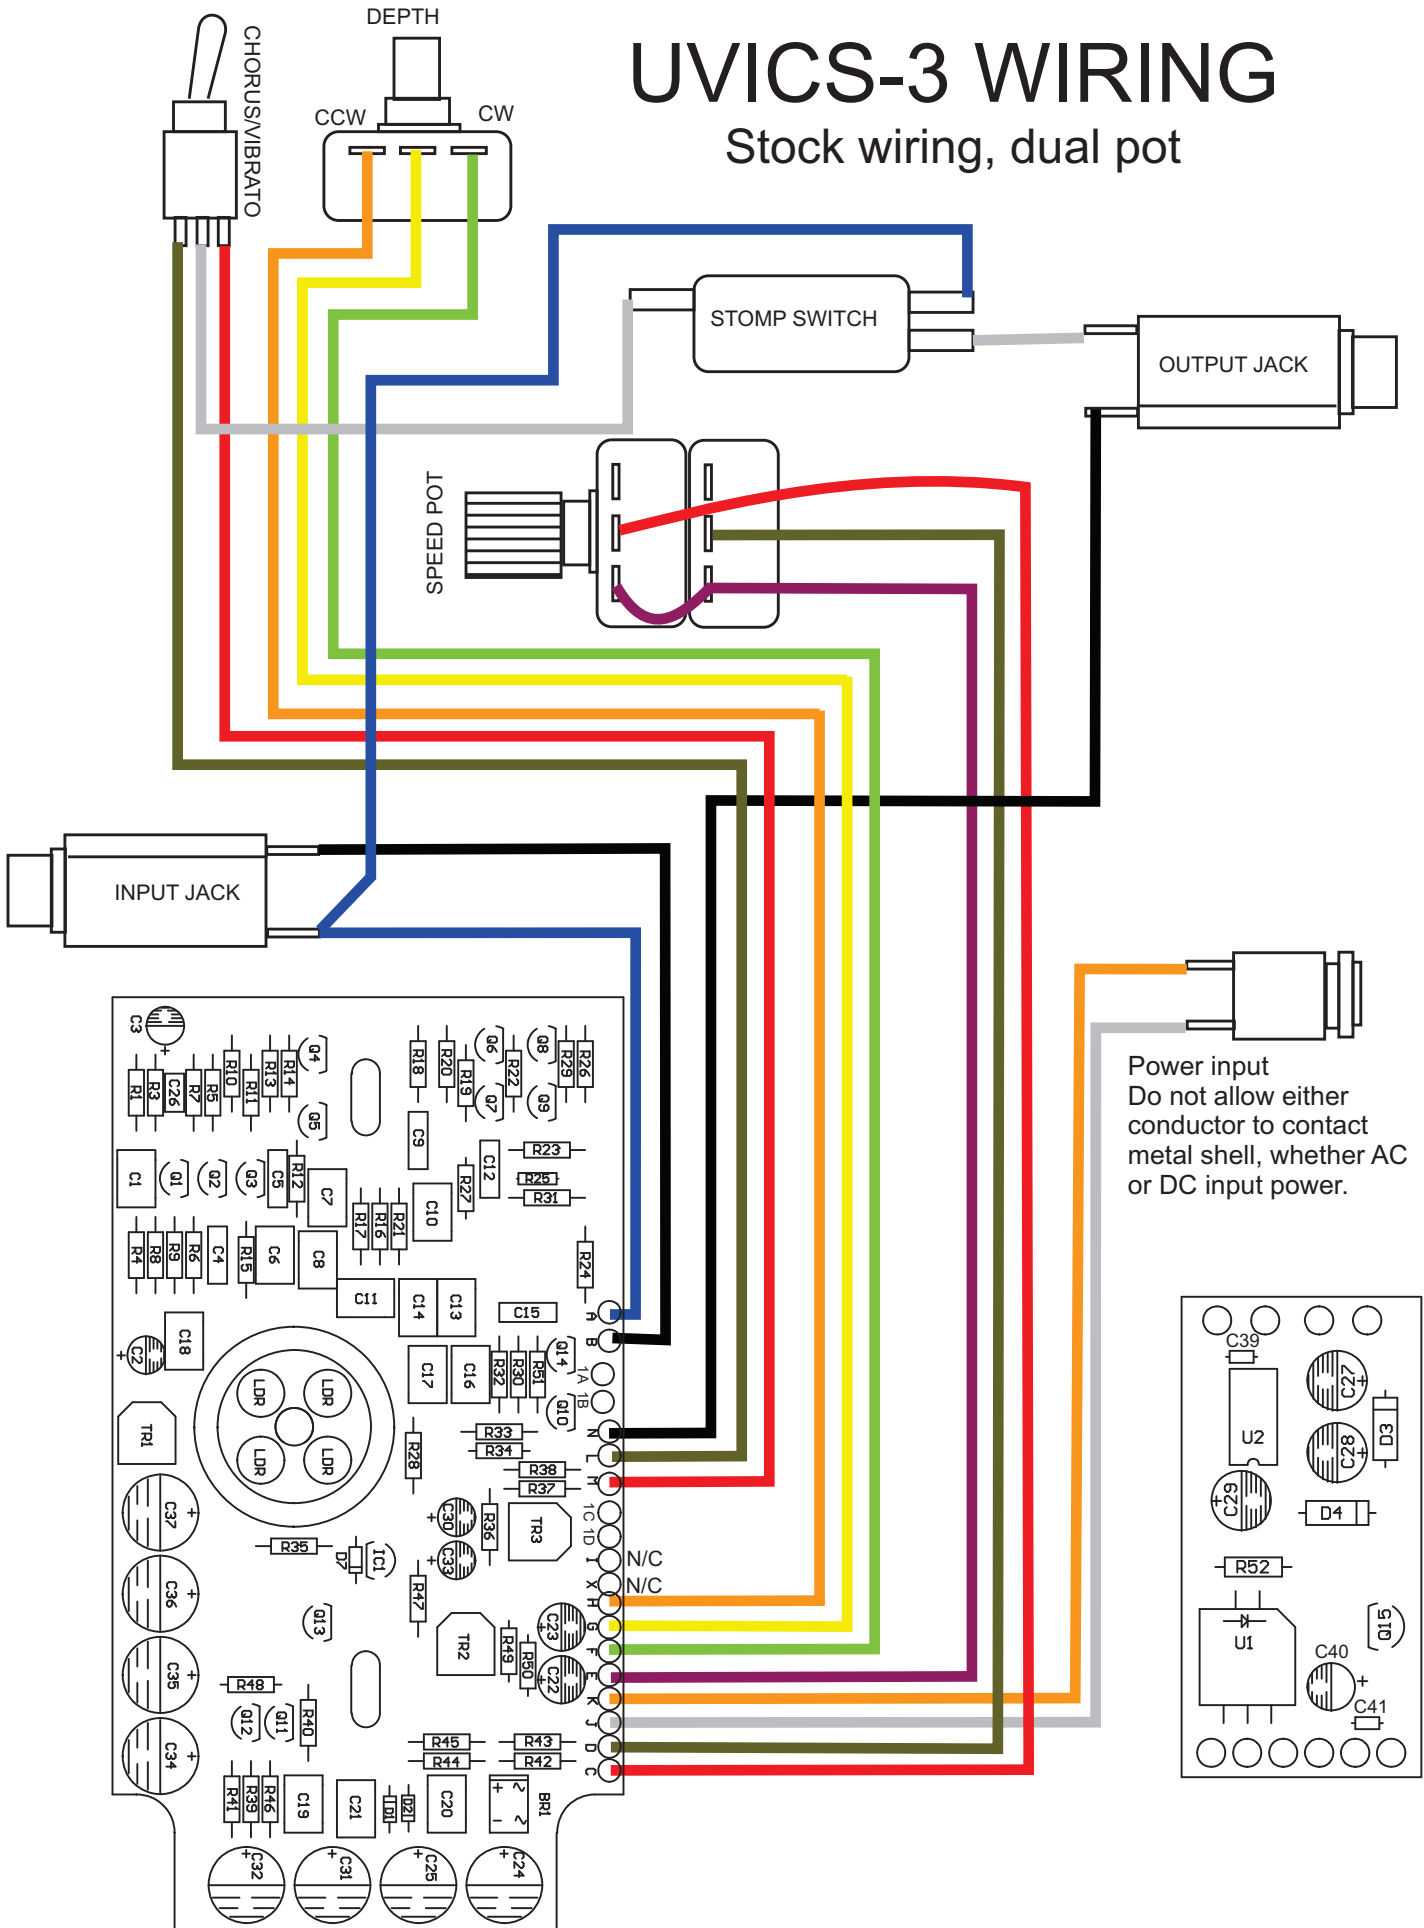 DEPTH
UVICS-3 WIRING
Stock wiring, dual pot
CHORUS/VIBRATO
CCW
CW
STOMP SWITCH
OUTPUT JACK
SPEED POT
INPUT JACK
Power input
Do not allow either
conductor to contact
metal shell, whether AC
or DC input power.
C3
R1
R3
C26
R7
R5
R10
R11
R13
R14
Q4
Q5
R18
R20
R19
Q6
Q7
R22
Q8
Q9
R29
R26
C9
C12
R23
R25
R31
R27
C1
Q1
Q2
Q3
C5
R12
C7
R17
R16
R21
C10
R4
R8
R9
R6
C4
R15
C6
C8
R24
C11
C14
C13
C15
A
B
1A
1B
N
L
M
1C
1D
I
N/C
X
N/C
H
G
F
E
K
J
D
C
+
C2
C18
C17
C16
R32
R30
R51
Q14
Q10
LDR
LDR
LDR
LDR
TR1
R28
R33
R34
R38
R37
C37
+
C30
+
C33
+
R36
TR3
R35
D7
IC1
R47
C36
+
Q13
TR2
R49
R50
C23
+
C22
+
C35
+
R48
Q12
Q11
R40
C34
+
R45
R44
R43
R42
R41
R39
R46
C19
C21
D1
D2
C20
+
-
~
~
BR1
+
C32
+
C31
+
C25
+
C24
C39
C27
+
U2
C28
+
D3
+
C29
D4
R52
U1
Q15
C40
+
C41